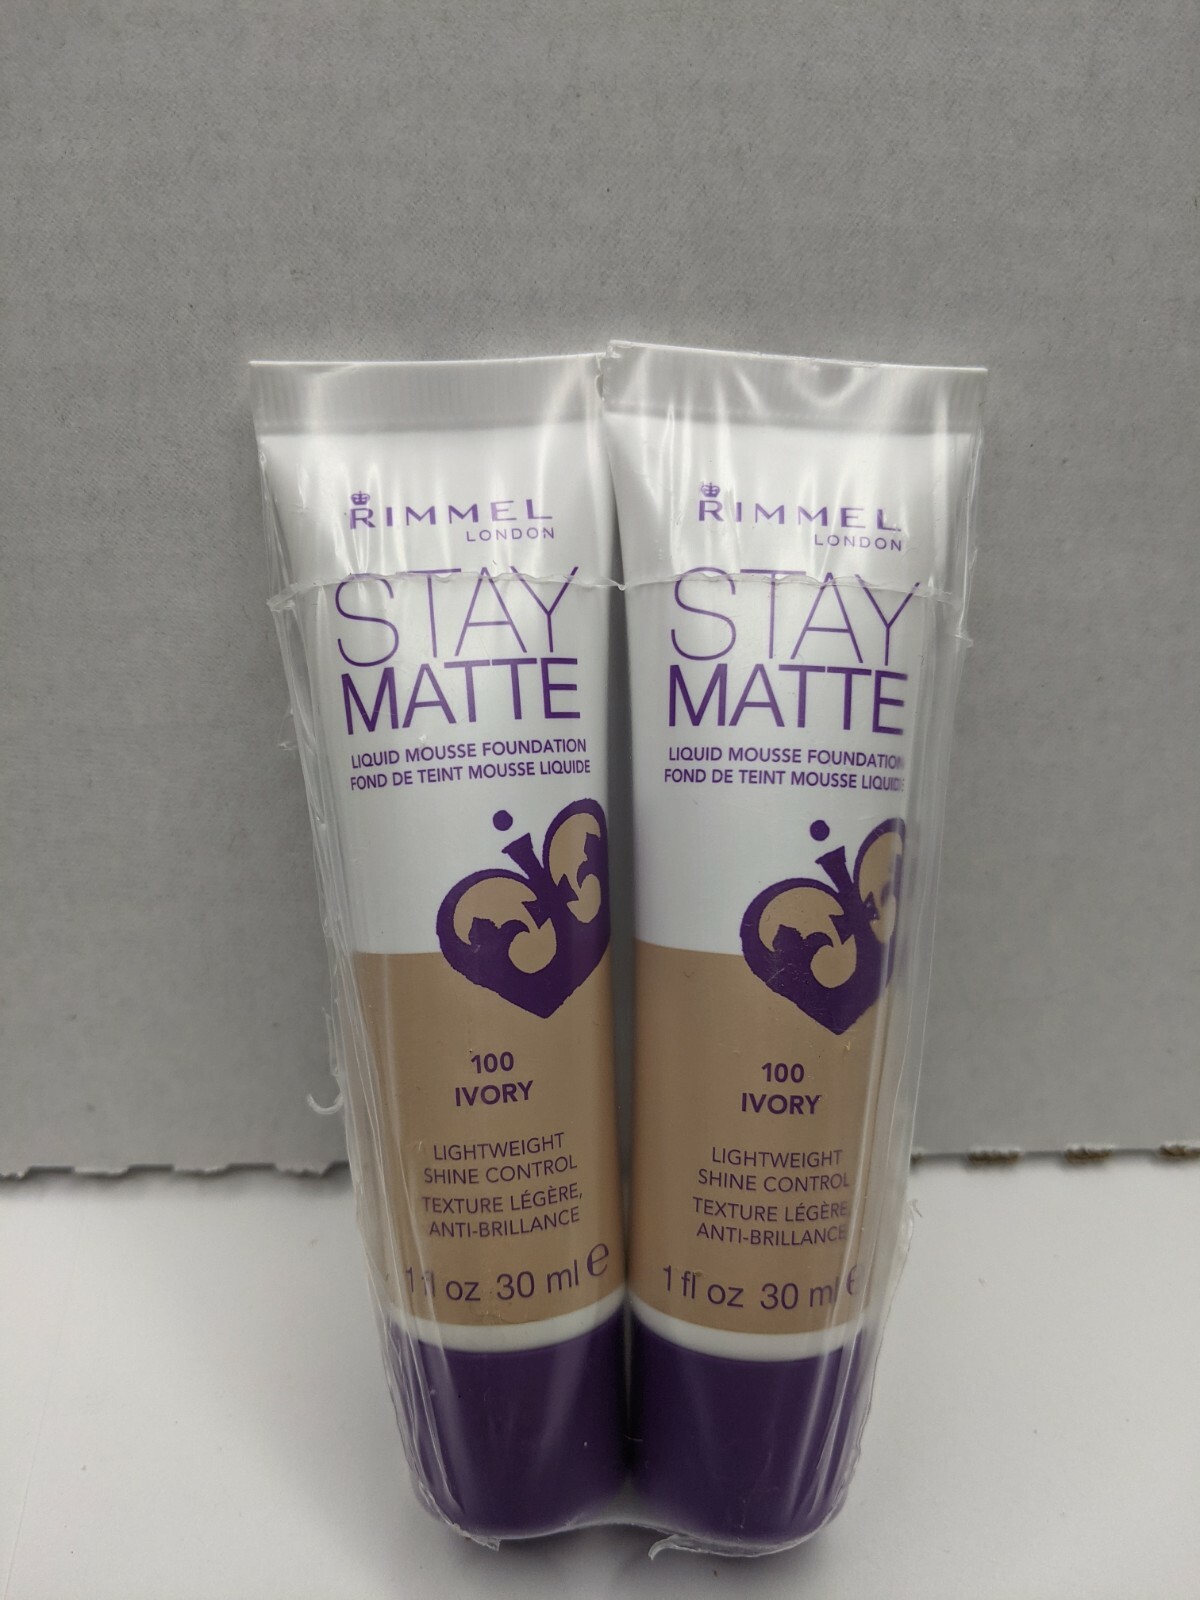 RIMMEL
LONDON
STAY
MATTE
LIQUID MOUSSE FOUNDATION
FOND DE TEINT MOUSSE LIQUIDE
100
IVORY
LIGHTWEIGHT
SHINE CONTROL
TEXTURE LÉGÈRE,
ANTI-BRILLANCE
1 fl oz 30 ml e
RIMMEL
LONDON
STAY
MATTE
LIQUID MOUSSE FOUNDATION
FOND DE TEINT MOUSSE LIQUIDE
100
IVORY
LIGHTWEIGHT
SHINE CONTROL
TEXTURE LÉGÈRE
ANTI-BRILLANCE
1 fl oz 30 ml e